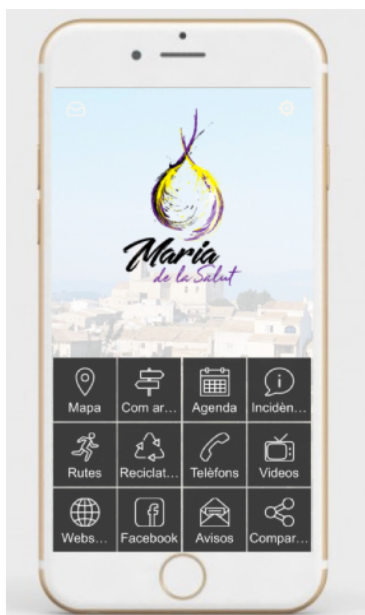 Maria
de la Salut
Mapa Com ar... Agenda Incidèn...
Rutes Reciclat... Telèfons Videos
Webs... Facebook Avisos Compar...